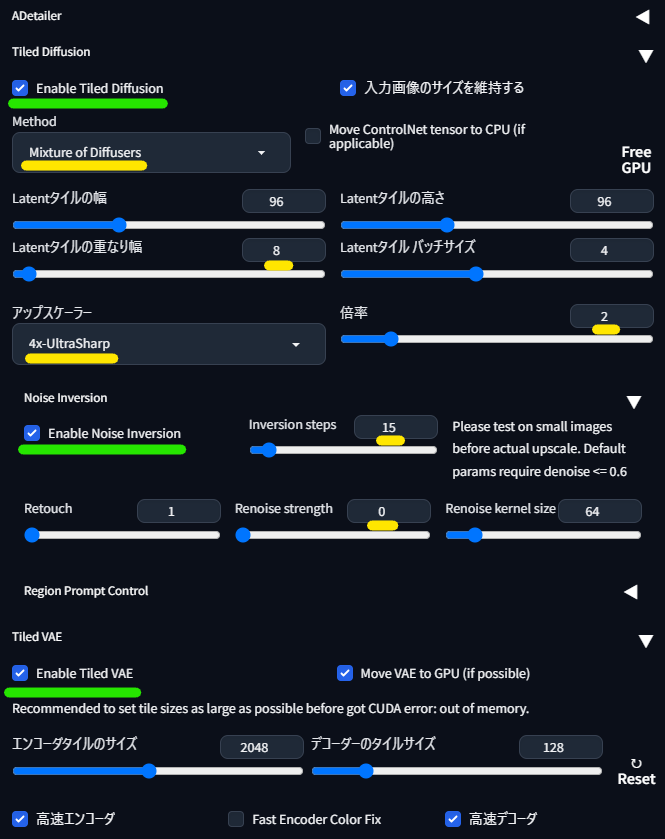 ADetailer
Tiled Diffusion
Enable Tiled Diffusion
入力画像のサイズを維持する
Method
Mixture of Diffusers
Move ControlNet tensor to CPU (if
applicable)
Free
GPU
Latentタイルの幅
96
Latentタイルの高さ
96
Latentタイルの重なり幅
8
Latentタイル バッチサイズ
4
アップスケーラー
4x-UltraSharp
倍率
2
Noise Inversion
Enable Noise Inversion
Inversion steps
15
Please test on small images
before actual upscale. Default
params require denoise <= 0.6
Retouch
1
Renoise strength
0
Renoise kernel size
64
Region Prompt Control
Tiled VAE
Enable Tiled VAE
Move VAE to GPU (if possible)
Recommended to set tile sizes as large as possible before got CUDA error: out of memory.
エンコーダタイルのサイズ
2048
デコーダーのタイルサイズ
128
↻
Reset
高速エンコーダ
Fast Encoder Color Fix
高速デコーダ